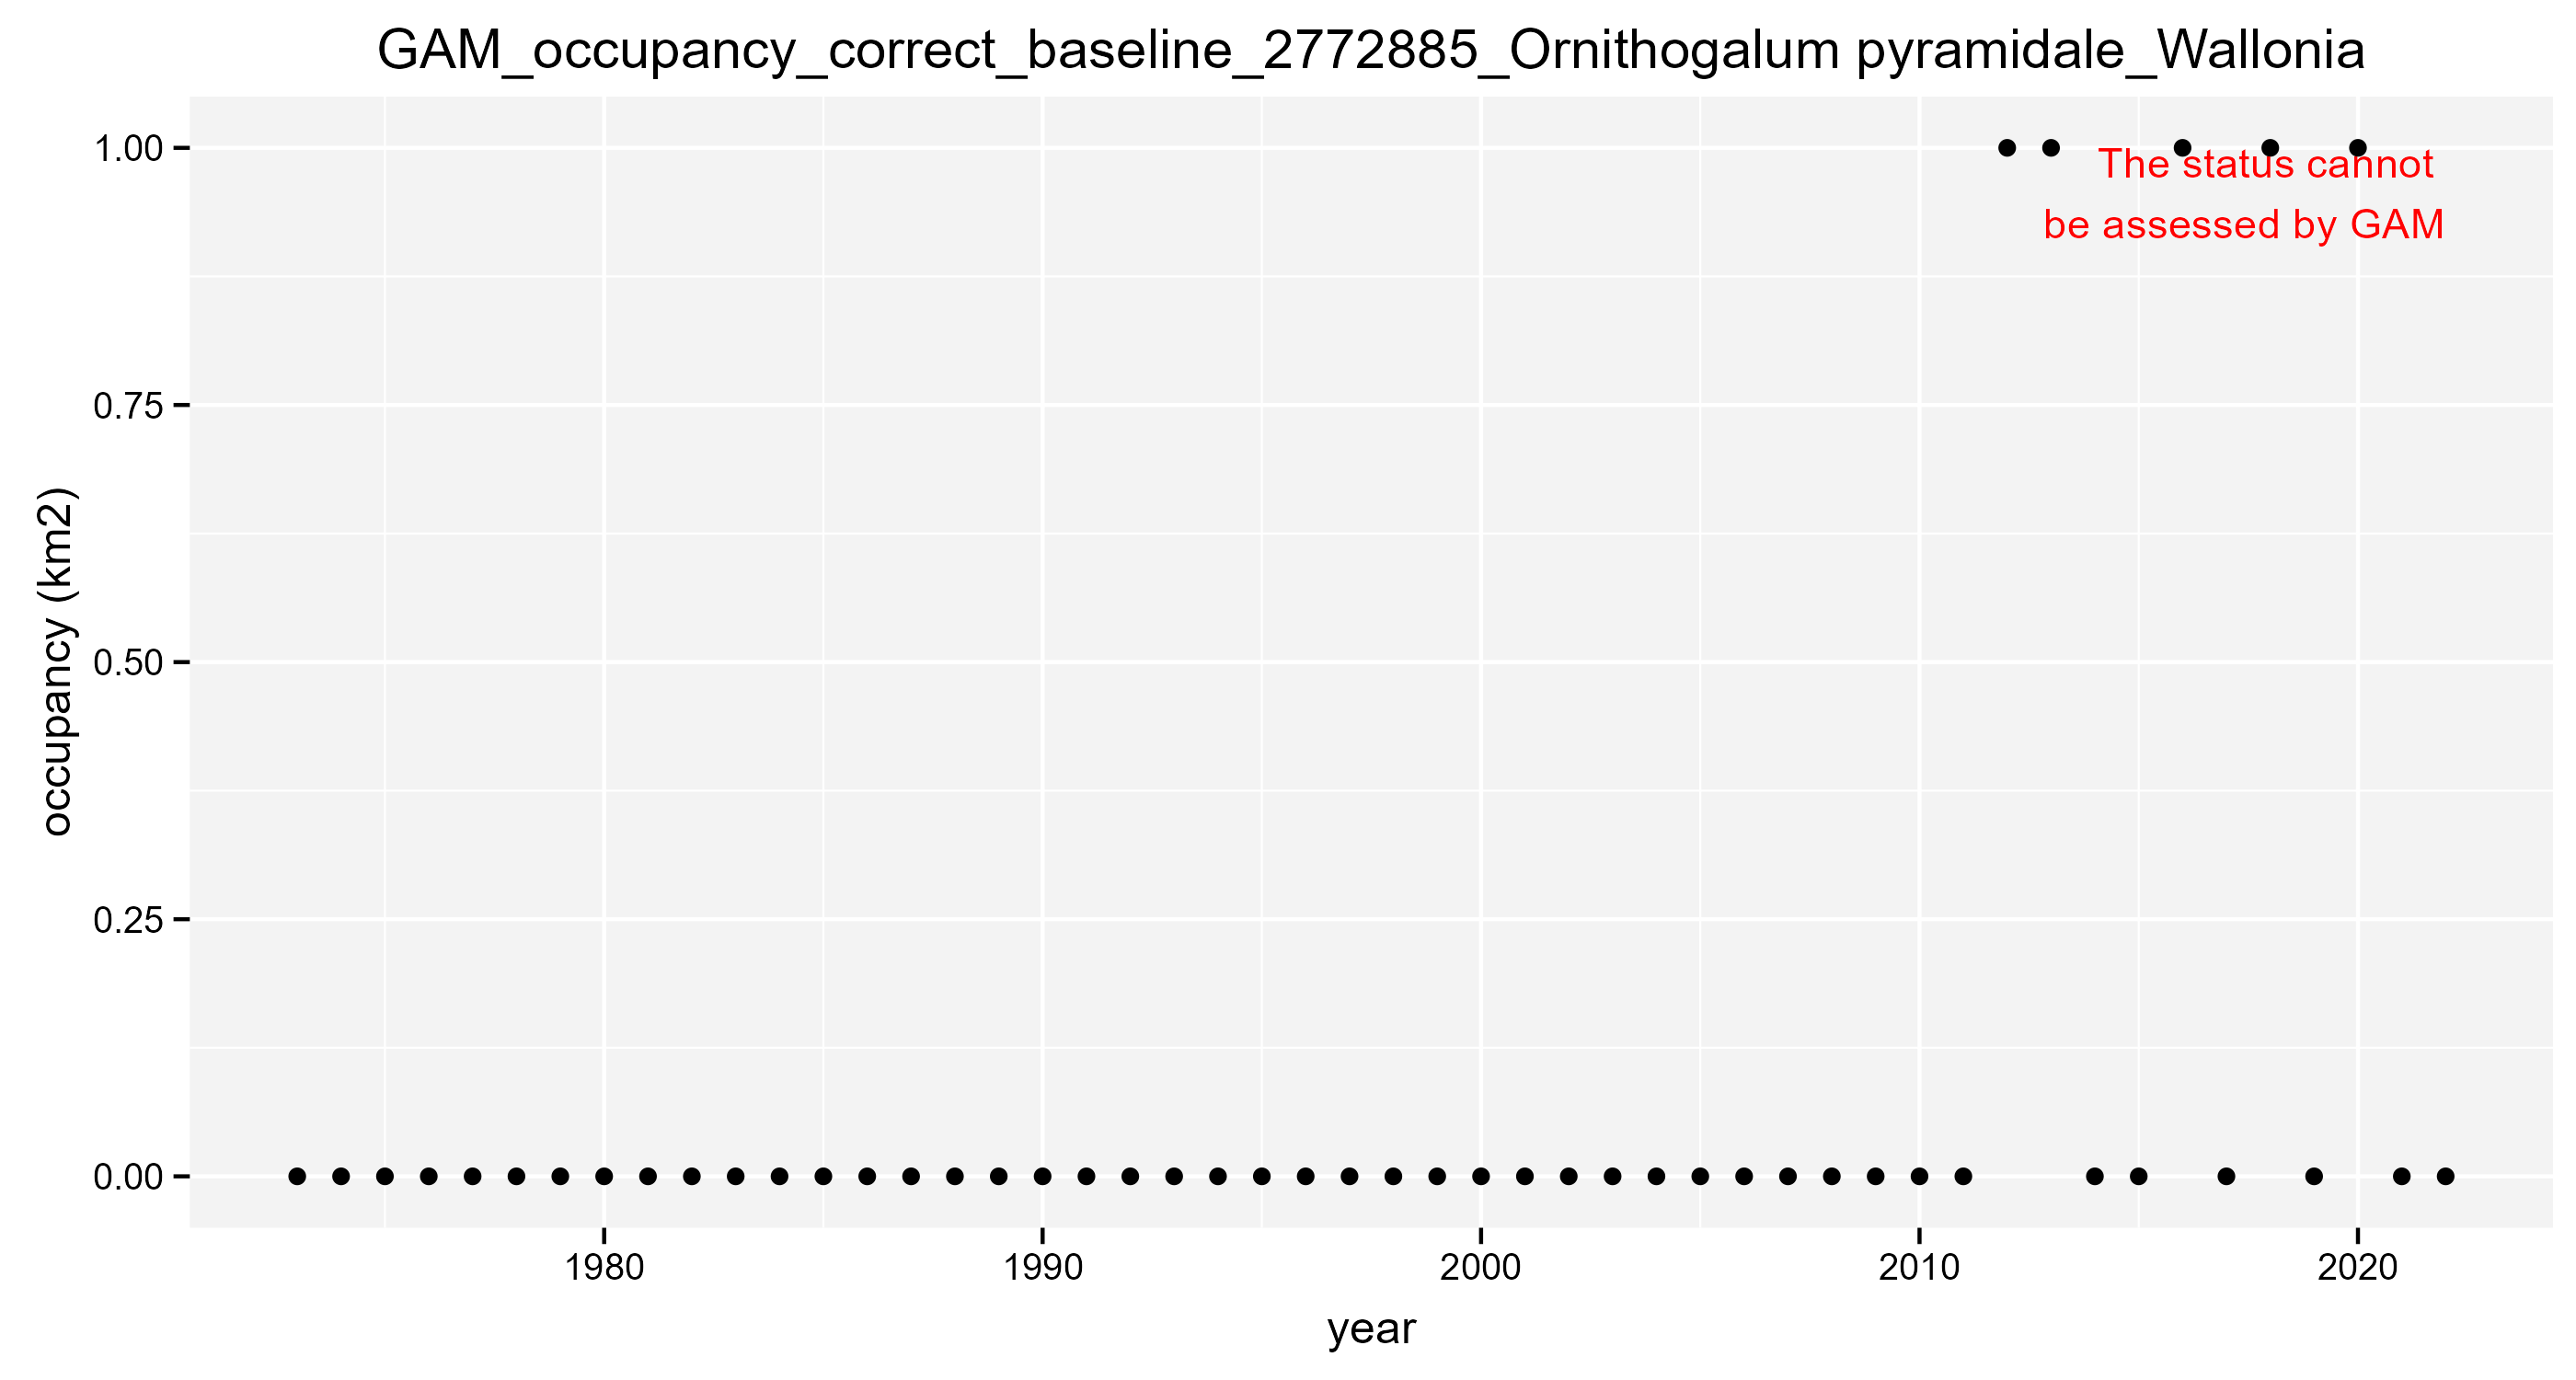 GAM_occupancy_correct_baseline_2772885_Ornithogalum pyramidale_Wallonia
1.00
The status cannot
be assessed by GAM
0.75
occupancy (km2)
0.50
0.25
0.00
1980 1990 2000 2010 2020
year